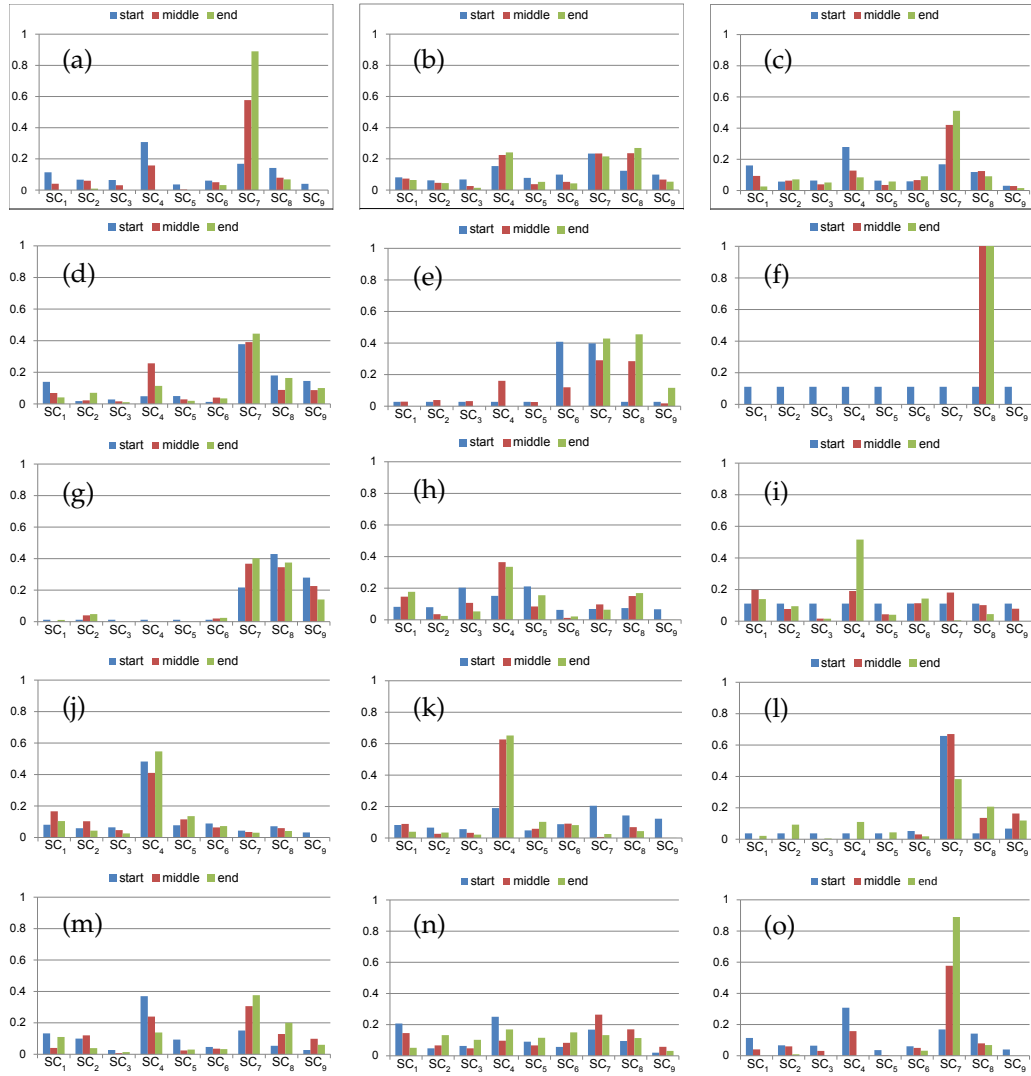 start middle end
1
(a)
0.8
0.6
0.4
0.2
0
SC₁ SC₂ SC₃ SC₄ SC₅ SC₆ SC₇ SC₈ SC₉
start middle end
1
(b)
0.8
0.6
0.4
0.2
0
SC₁ SC₂ SC₃ SC₄ SC₅ SC₆ SC₇ SC₈ SC₉
start middle end
1
(c)
0.8
0.6
0.4
0.2
0
SC₁ SC₂ SC₃ SC₄ SC₅ SC₆ SC₇ SC₈ SC₉
start middle end
1
(d)
0.8
0.6
0.4
0.2
0
SC₁ SC₂ SC₃ SC₄ SC₅ SC₆ SC₇ SC₈ SC₉
start middle end
1
(e)
0.8
0.6
0.4
0.2
0
SC₁ SC₂ SC₃ SC₄ SC₅ SC₆ SC₇ SC₈ SC₉
start middle end
1
(f)
0.8
0.6
0.4
0.2
0
SC₁ SC₂ SC₃ SC₄ SC₅ SC₆ SC₇ SC₈ SC₉
start middle end
1
(g)
0.8
0.6
0.4
0.2
0
SC₁ SC₂ SC₃ SC₄ SC₅ SC₆ SC₇ SC₈ SC₉
start middle end
1
(h)
0.8
0.6
0.4
0.2
0
SC₁ SC₂ SC₃ SC₄ SC₅ SC₆ SC₇ SC₈ SC₉
start middle end
1
(i)
0.8
0.6
0.4
0.2
0
SC₁ SC₂ SC₃ SC₄ SC₅ SC₆ SC₇ SC₈ SC₉
start middle end
1
(j)
0.8
0.6
0.4
0.2
0
SC₁ SC₂ SC₃ SC₄ SC₅ SC₆ SC₇ SC₈ SC₉
start middle end
1
(k)
0.8
0.6
0.4
0.2
0
SC₁ SC₂ SC₃ SC₄ SC₅ SC₆ SC₇ SC₈ SC₉
start middle end
1
(l)
0.8
0.6
0.4
0.2
0
SC₁ SC₂ SC₃ SC₄ SC₅ SC₆ SC₇ SC₈ SC₉
start middle end
1
(m)
0.8
0.6
0.4
0.2
0
SC₁ SC₂ SC₃ SC₄ SC₅ SC₆ SC₇ SC₈ SC₉
start middle end
1
(n)
0.8
0.6
0.4
0.2
0
SC₁ SC₂ SC₃ SC₄ SC₅ SC₆ SC₇ SC₈ SC₉
start middle end
1
(o)
0.8
0.6
0.4
0.2
0
SC₁ SC₂ SC₃ SC₄ SC₅ SC₆ SC₇ SC₈ SC₉